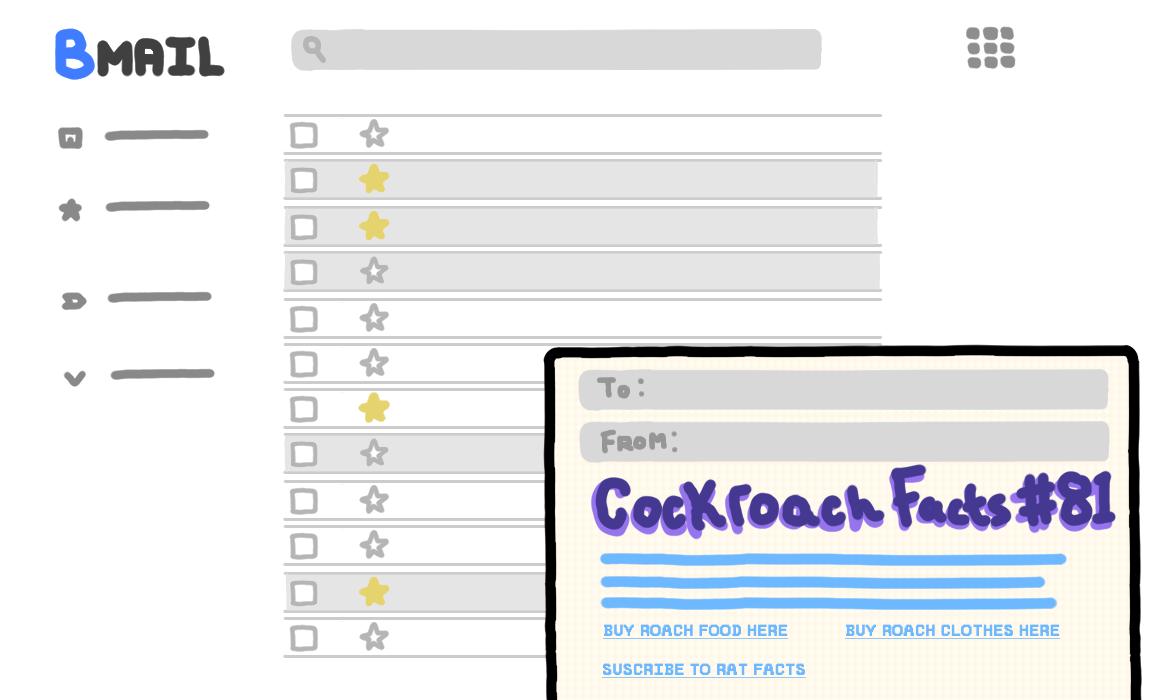 BMAIL
To:
FROM:
Cockroach Facts #81
BUY ROACH FOOD HERE
BUY ROACH CLOTHES HERE
SUSCRIBE TO RAT FACTS